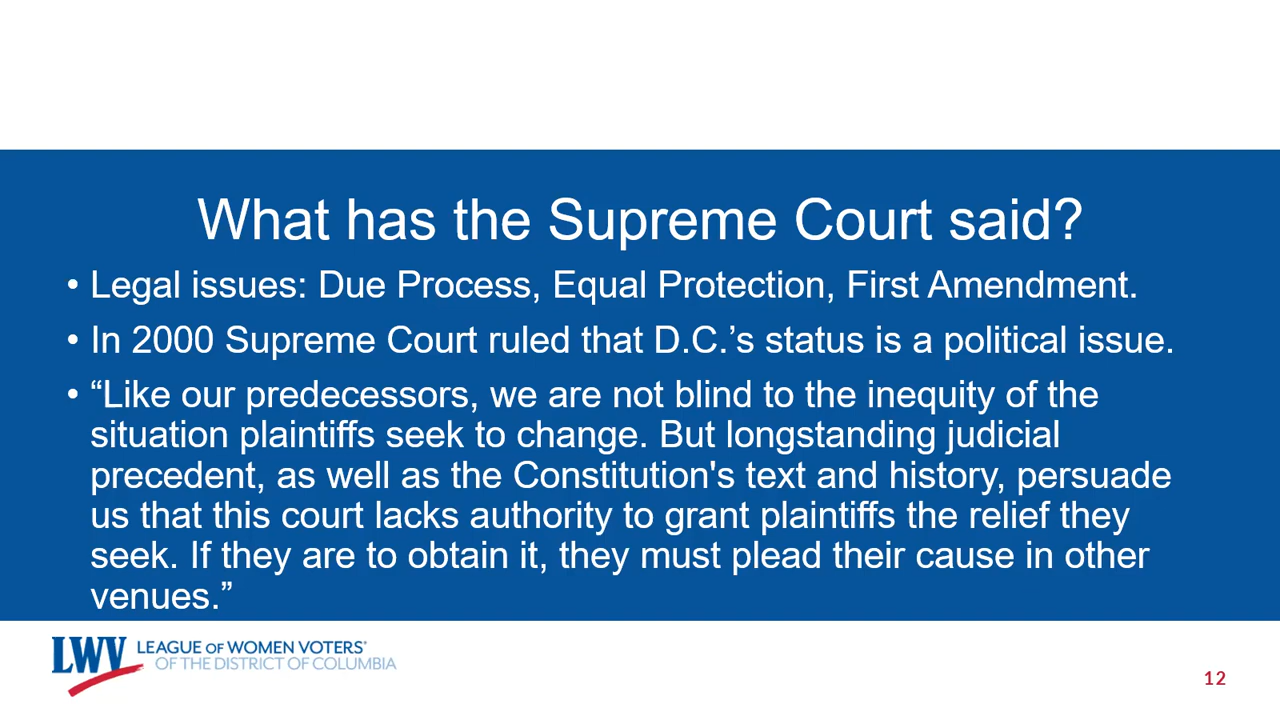 What has the Supreme Court said?
• Legal issues: Due Process, Equal Protection, First Amendment.
• In 2000 Supreme Court ruled that D.C.’s status is a political issue.
• “Like our predecessors, we are not blind to the inequity of the
situation plaintiffs seek to change. But longstanding judicial
precedent, as well as the Constitution's text and history, persuade
us that this court lacks authority to grant plaintiffs the relief they
seek. If they are to obtain it, they must plead their cause in other
venues.”
LWV LEAGUE OF WOMEN VOTERS®
OF THE DISTRICT OF COLUMBIA
12